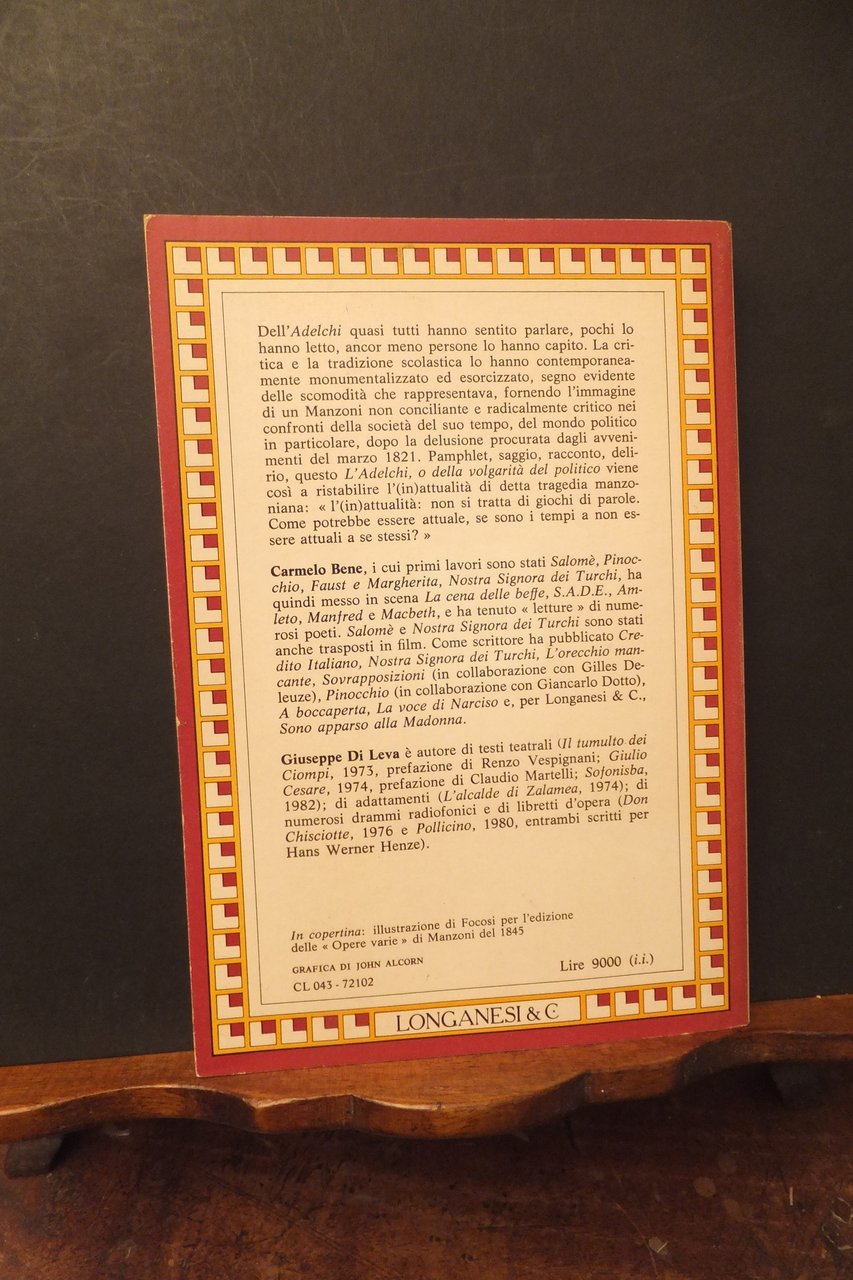 Dell'Adelchi quasi tutti hanno sentito parlare, pochi lo
hanno letto, ancor meno persone lo hanno capito. La cri-
tica e la tradizione scolastica lo hanno contemporanea-
mente monumentalizzato ed esorcizzato, segno evidente
delle scomodità che rappresentava, fornendo l'immagine
di un Manzoni non conciliante e radicalmente critico nei
confronti della società del suo tempo, del mondo politico
in particolare, dopo la delusione procurata dagli avveni-
menti del marzo 1821. Pamphlet, saggio, racconto, deli-
rio, questo L'Adelchi, o della volgarità del politico viene
così a ristabilire l'(in)attualità di detta tragedia manzo-
niana: « l'(in)attualità: non si tratta di giochi di parole.
Come potrebbe essere attuale, se sono i tempi a non es-
sere attuali a se stessi? »
Carmelo Bene, i cui primi lavori sono stati Salomè, Pinoc-
chio, Faust e Margherita, Nostra Signora dei Turchi, ha
quindi messo in scena La cena delle beffe, S.A.D.E., Am-
leto, Manfred e Macbeth, e ha tenuto « letture » di nume-
rosi poeti. Salomè e Nostra Signora dei Turchi sono stati
anche trasposti in film. Come scrittore ha pubblicato Cre-
dito Italiano, Nostra Signora dei Turchi, L'orecchio man-
cante, Sovrapposizioni (in collaborazione con Gilles De-
leuze), Pinocchio (in collaborazione con Giancarlo Dotto),
A boccaperta, La voce di Narciso e, per Longanesi & C.,
Sono apparso alla Madonna.
Giuseppe Di Leva è autore di testi teatrali (Il tumulto dei
Ciompi, 1973, prefazione di Renzo Vespignani; Giulio
Cesare, 1974, prefazione di Claudio Martelli; Sofonisba,
1982); di adattamenti (L'alcalde di Zalamea, 1974); di
numerosi drammi radiofonici e di libretti d'opera (Don
Chisciotte, 1976 e Pollicino, 1980, entrambi scritti per
Hans Werner Henze).
In copertina: illustrazione di Focosi per l'edizione
delle « Opere varie » di Manzoni del 1845
GRAFICA DI JOHN ALCORN
CL 043 - 72102
Lire 9000 (i.i.)
LONGANESI & C